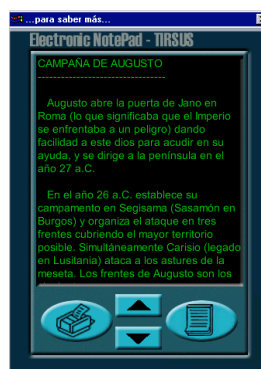 ...para saber más...
Electronic NotePad - TIRSUS
CAMPAÑA DE AUGUSTO
---------------------------------
Augusto abre la puerta de Jano en
Roma (lo que significaba que el Imperio
se enfrentaba a un peligro) dando
facilidad a este dios para acudir en su
ayuda, y se dirige a la península en el
año 27 a.C.
En el año 26 a.C. establece su
campamento en Segisama (Sasamón en
Burgos) y organiza el ataque en tres
frentes cubriendo el mayor territorio
posible. Simultáneamente Carisio (legado
en Lusitania) ataca a los astures de la
meseta. Los frentes de Augusto son los